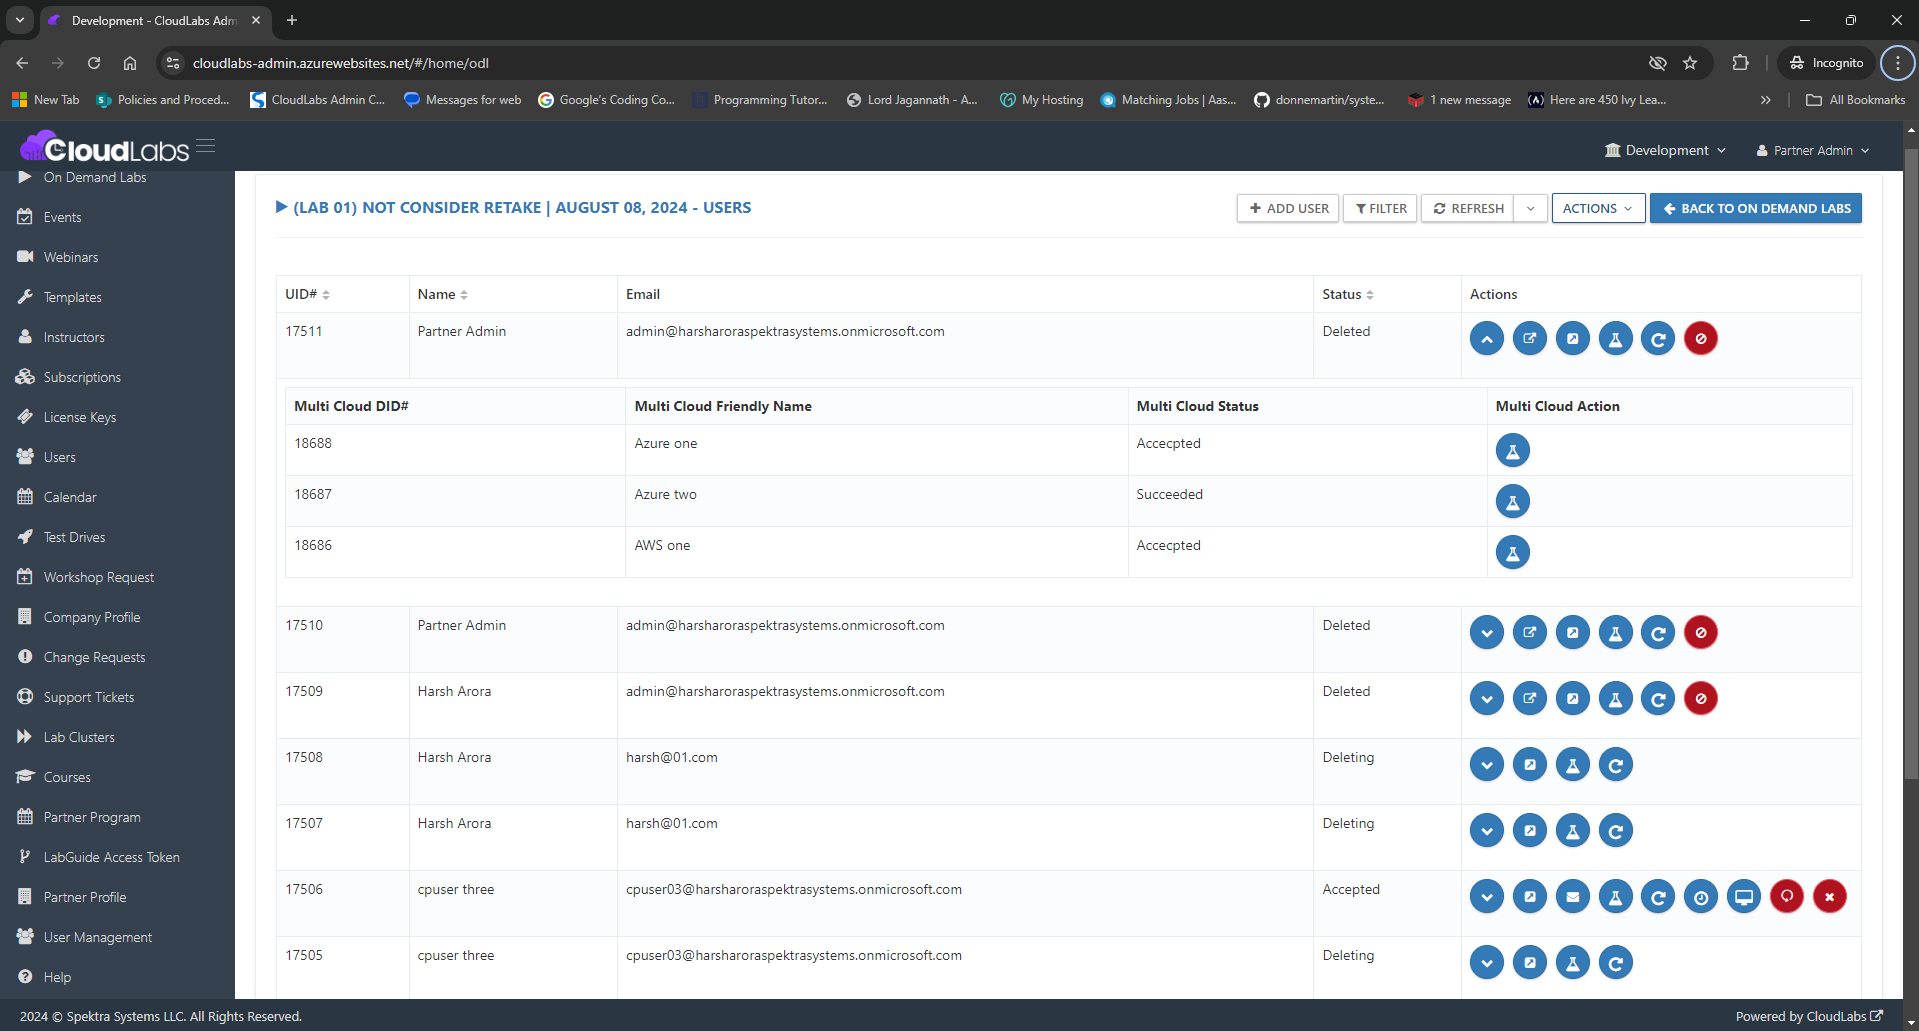 Development - CloudLabs Adm
cloudlabs-admin.azurewebsites.net/#/home/odl
Incognito
New Tab
Policies and Proced...
CloudLabs Admin C...
Messages for web
Google's Coding Co...
Programming Tutor...
Lord Jagannath - A...
My Hosting
Matching Jobs | Aas...
donnemartin/syste...
1 new message
Here are 450 Ivy Lea...
All Bookmarks
CloudLabs
Development
Partner Admin
On Demand Labs
Events
Webinars
Templates
Instructors
Subscriptions
License Keys
Users
Calendar
Test Drives
Workshop Request
Company Profile
Change Requests
Support Tickets
Lab Clusters
Courses
Partner Program
LabGuide Access Token
Partner Profile
User Management
Help
(LAB 01) NOT CONSIDER RETAKE | AUGUST 08, 2024 - USERS
ADD USER
FILTER
REFRESH
ACTIONS
BACK TO ON DEMAND LABS
UID# Name Email Status Actions
17511 Partner Admin admin@harsharoraspektrasystems.onmicrosoft.com Deleted
Multi Cloud DID# Multi Cloud Friendly Name Multi Cloud Status Multi Cloud Action
18688 Azure one Accecpted
18687 Azure two Succeeded
18686 AWS one Accecpted
17510 Partner Admin admin@harsharoraspektrasystems.onmicrosoft.com Deleted
17509 Harsh Arora admin@harsharoraspektrasystems.onmicrosoft.com Deleted
17508 Harsh Arora harsh@01.com Deleting
17507 Harsh Arora harsh@01.com Deleting
17506 cpuser three cpuser03@harsharoraspektrasystems.onmicrosoft.com Accepted
17505 cpuser three cpuser03@harsharoraspektrasystems.onmicrosoft.com Deleting
2024 © Spektra Systems LLC. All Rights Reserved.
Powered by CloudLabs